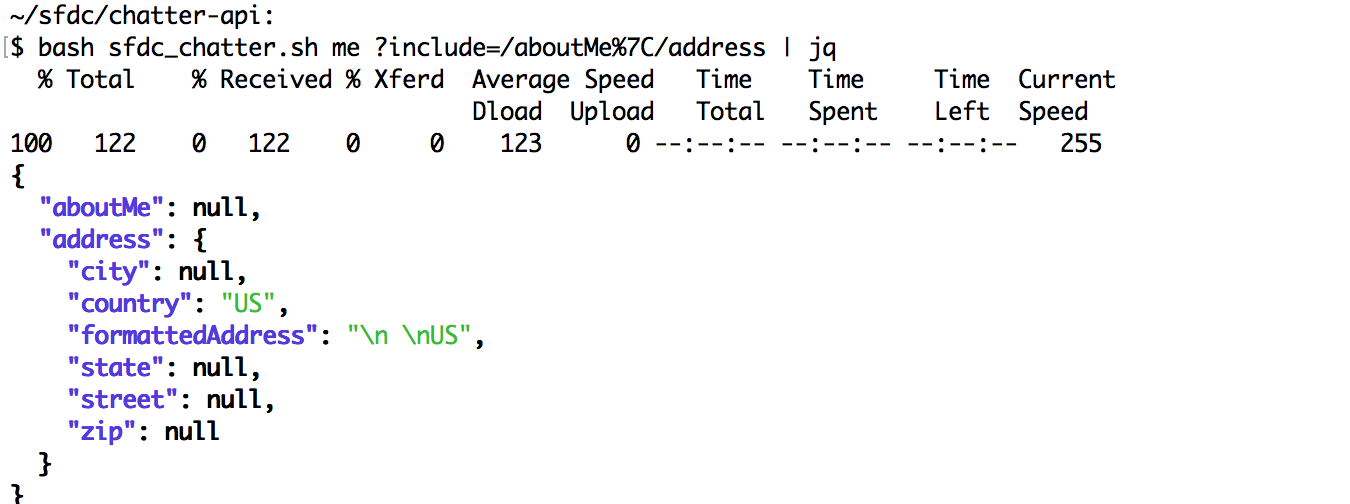 ~/sfdc/chatter-api:
[$ bash sfdc_chatter.sh me ?include=/aboutMe%7C/address | jq
  % Total    % Received % Xferd  Average Speed   Time    Time     Time  Current
                                 Dload  Upload   Total   Spent    Left  Speed
100   122    0   122    0     0    123      0 --:--:-- --:--:-- --:--:--   255
{
  "aboutMe": null,
  "address": {
    "city": null,
    "country": "US",
    "formattedAddress": "\n \nUS",
    "state": null,
    "street": null,
    "zip": null
  }
}